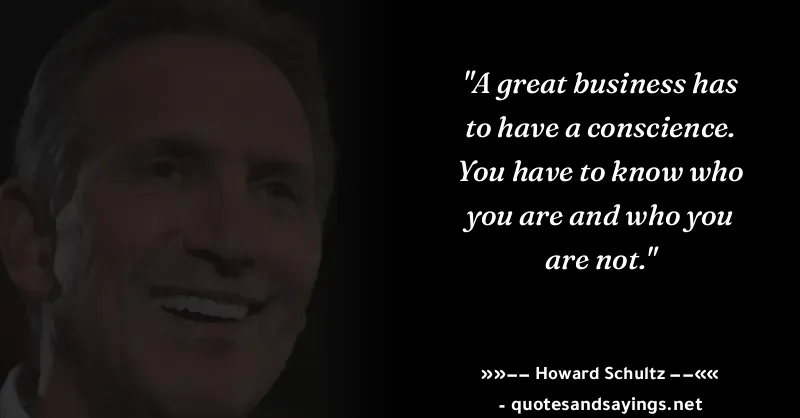 "A great business has
to have a conscience.
You have to know who
you are and who you
are not."
»»−− Howard Schultz −−««
- quotesandsayings.net